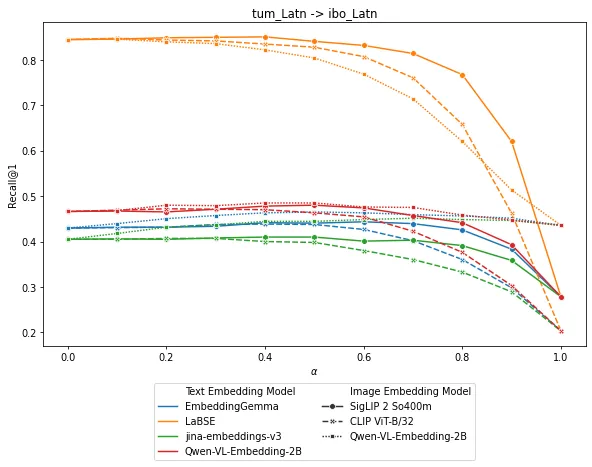 tum_Latn -> ibo_Latn
Recall@1
0.8
0.7
0.6
0.5
0.4
0.3
0.2
0.0 0.2 0.4 0.6 0.8 1.0
α
Text Embedding Model Image Embedding Model
EmbeddingGemma SigLIP 2 So400m
LaBSE CLIP ViT-B/32
jina-embeddings-v3 Qwen-VL-Embedding-2B
Qwen-VL-Embedding-2B